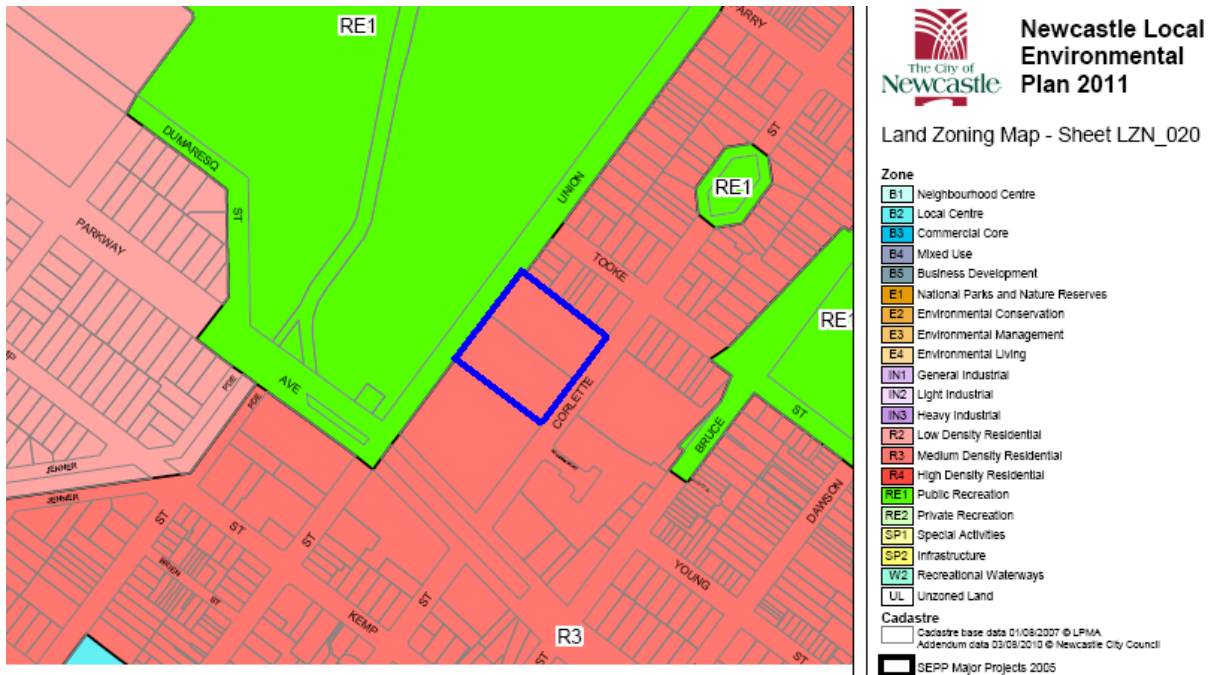 RE1
PARRY
ST
DUMARESQ
ST
UNION
RE1
PARKWAY
TOOKE
RE1
AVE
PDE
PDE
CORLETTE
ST
BRUCE
JENNER
JENNER
DAWSON
ST
ST
ST
YOUNG
ST
ST
KEMP
R3
ST
ST
The City of
Newcastle
Newcastle Local
Environmental
Plan 2011
Land Zoning Map - Sheet LZN_020
Zone
B1 Neighbourhood Centre
B2 Local Centre
B3 Commercial Core
B4 Mixed Use
B5 Business Development
E1 National Parks and Nature Reserves
E2 Environmental Conservation
E3 Environmental Management
E4 Environmental Living
IN1 General Industrial
IN2 Light Industrial
IN3 Heavy Industrial
R2 Low Density Residential
R3 Medium Density Residential
R4 High Density Residential
RE1 Public Recreation
RE2 Private Recreation
SP1 Special Activities
SP2 Infrastructure
W2 Recreational Waterways
UL Unzoned Land
Cadastre
Cadastre base data 01/08/2007 © LPMA
Addendum data 03/08/2010 © Newcastle City Council
SEPP Major Projects 2005